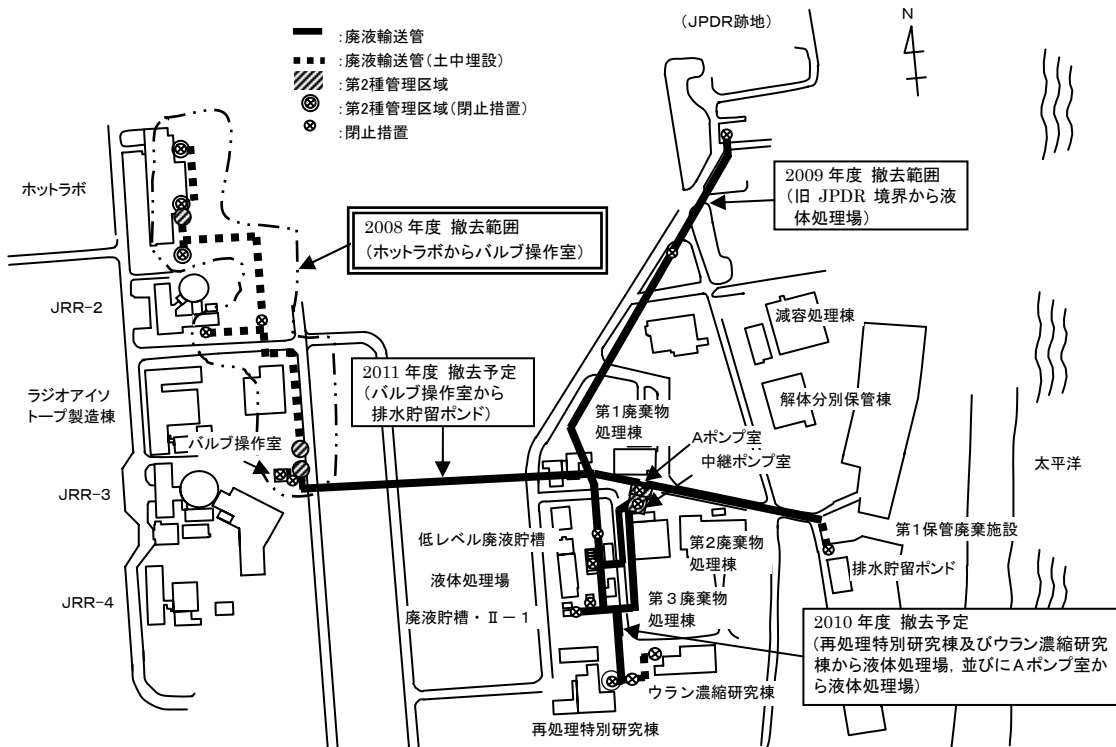 (JPDR跡地)
N
:廃液輸送管
:廃液輸送管(土中埋設)
:第2種管理区域
:第2種管理区域(閉止措置)
:閉止措置
ホットラボ
2008 年度 撤去範囲
(ホットラボからバルブ操作室)
2009 年度 撤去範囲
(旧 JPDR 境界から液
体処理場)
JRR-2
減容処理棟
ラジオアイソ
トープ製造棟
2011 年度 撤去予定
(バルブ操作室から
排水貯留ポンド)
解体分別保管棟
第1廃棄物
処理棟
Aポンプ室
中継ポンプ室
バルブ操作室
太平洋
JRR-3
第1保管廃棄施設
低レベル廃液貯槽
第2廃棄物
処理棟
排水貯留ポンド
液体処理場
JRR-4
廃液貯槽・Ⅱ-1
第3廃棄物
処理棟
2010 年度 撤去予定
(再処理特別研究棟及びウラン濃縮研究
棟から液体処理場, 並びにAポンプ室か
ら液体処理場)
ウラン濃縮研究棟
再処理特別研究棟